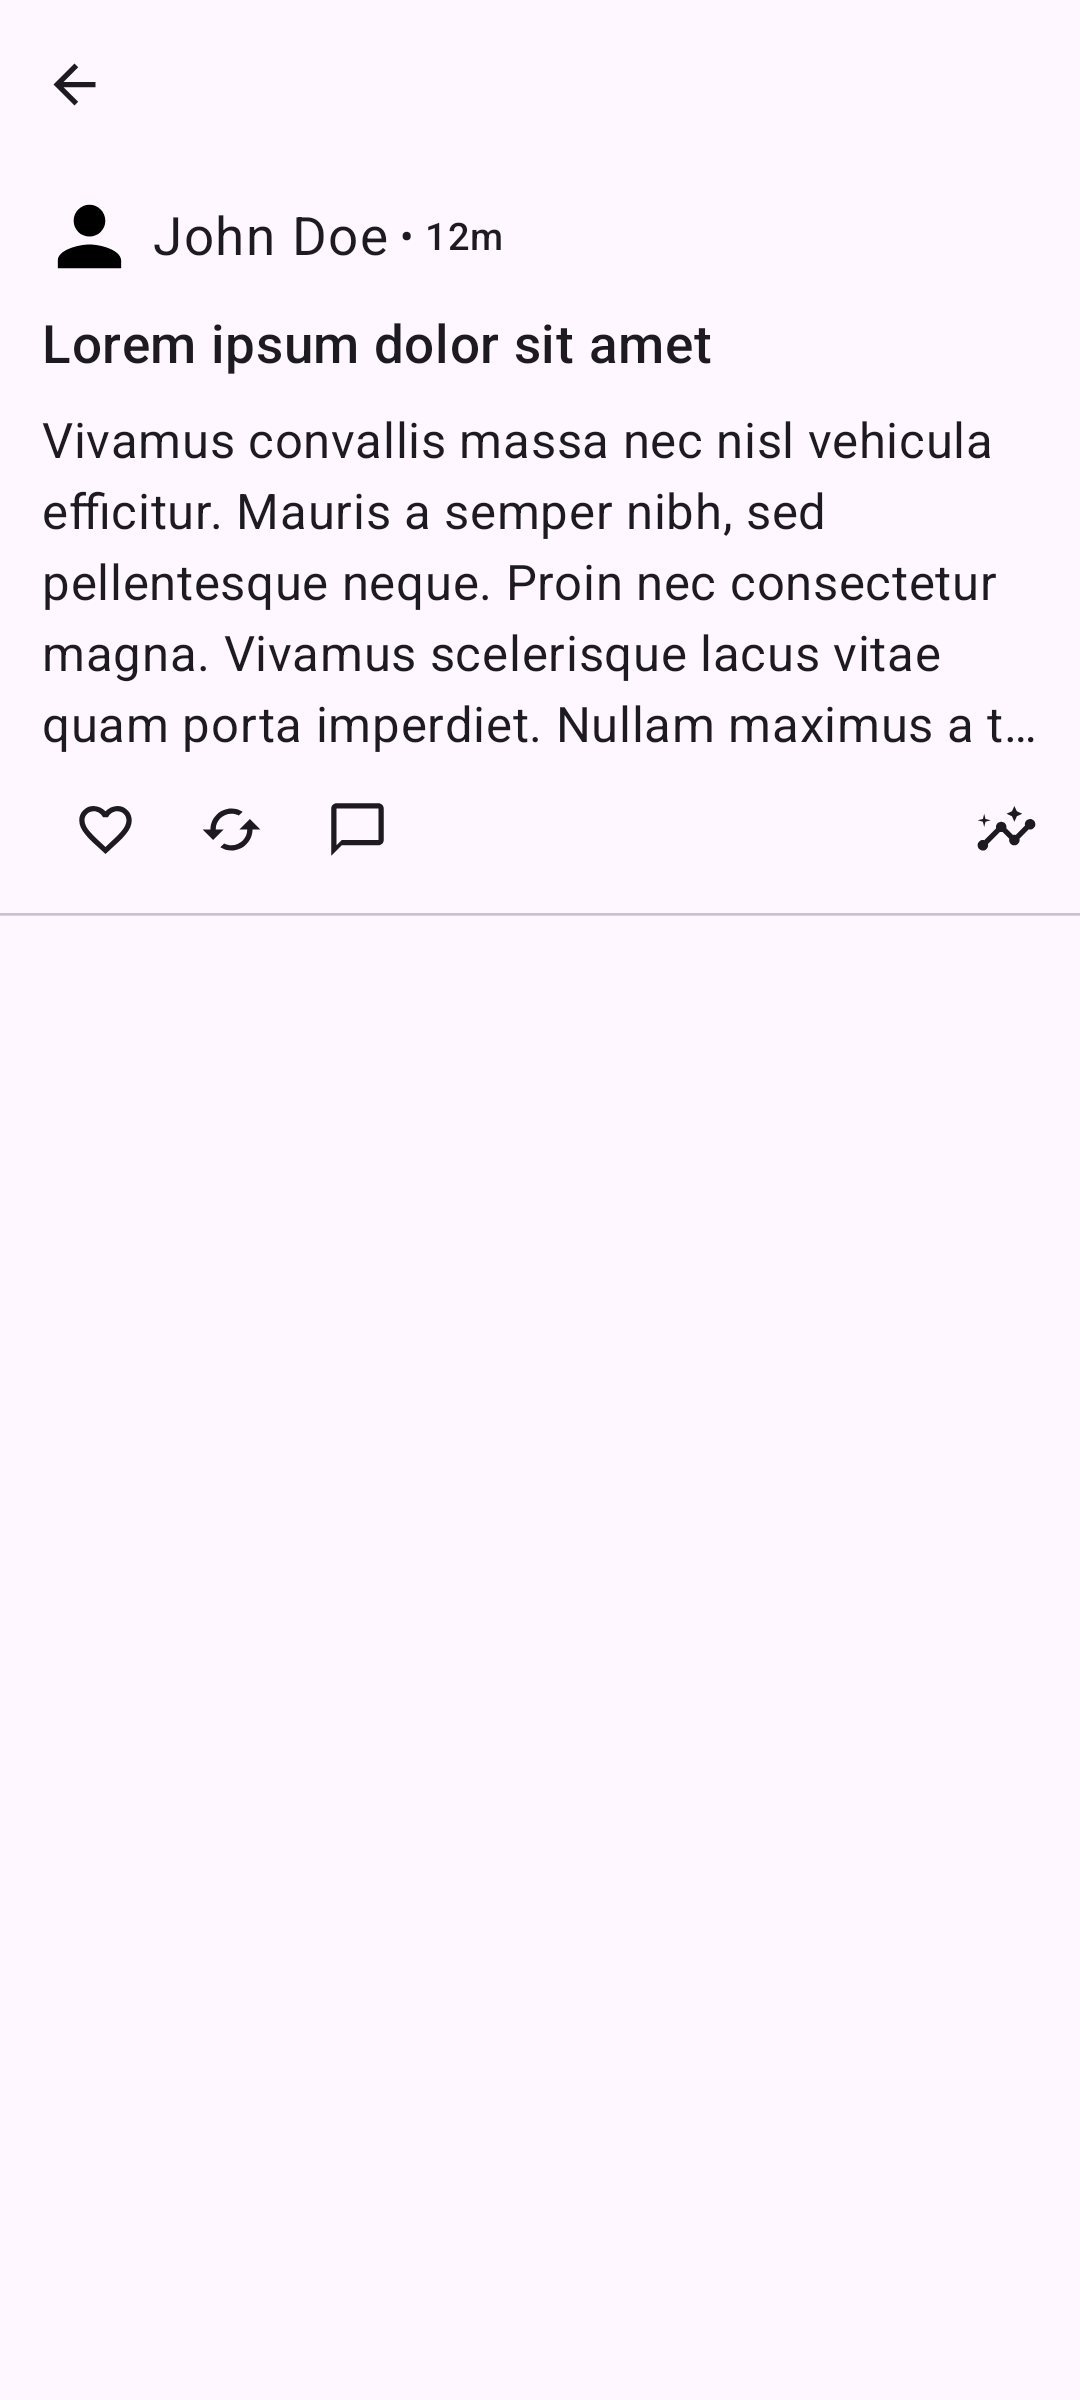 John Doe • 12m
Lorem ipsum dolor sit amet
Vivamus convallis massa nec nisl vehicula
efficitur. Mauris a semper nibh, sed
pellentesque neque. Proin nec consectetur
magna. Vivamus scelerisque lacus vitae
quam porta imperdiet. Nullam maximus a t…